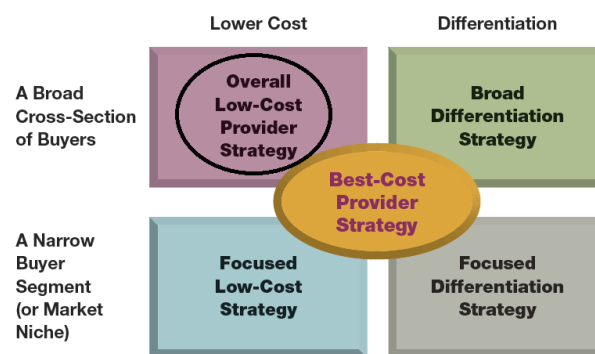 Lower Cost
Differentiation
A Broad
Cross-Section
of Buyers
Overall
Low-Cost
Provider
Strategy
Broad
Differentiation
Strategy
Best-Cost
Provider
Strategy
A Narrow
Buyer
Segment
(or Market
Niche)
Focused
Low-Cost
Strategy
Focused
Differentiation
Strategy